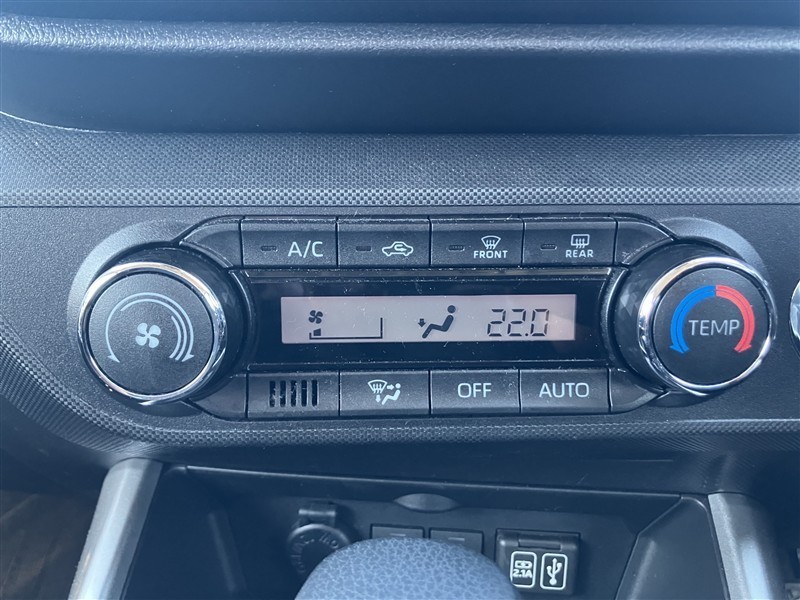 A/C
FRONT
REAR
22.0
TEMP
OFF
AUTO
2.1A